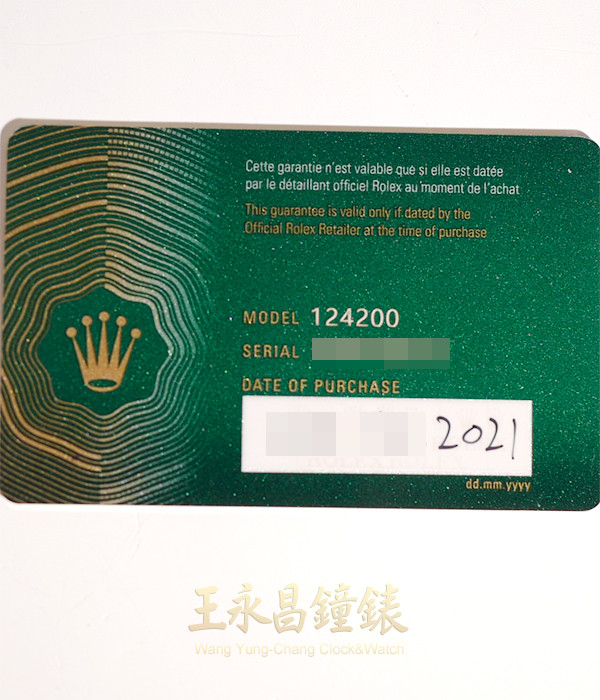 Cette garantie n'est valable que si elle est datée
par le détaillant officiel Rolex au moment de l'achat
This guarantee is valid only if dated by the
Official Rolex Retailer at the time of purchase
MODEL 124200
SERIAL
DATE OF PURCHASE
2021
dd.mm.yyyy
王永昌鐘錶
Wang Yung-Chang Clock&Watch